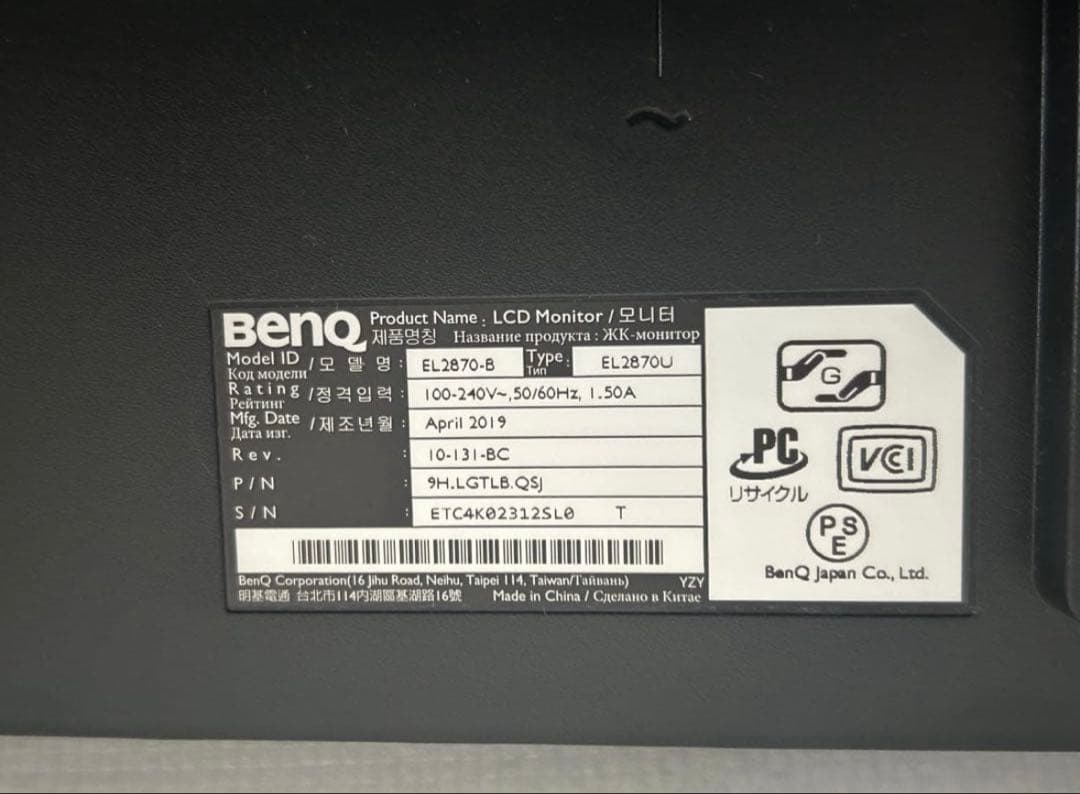 BenQ Product Name : LCD Monitor / 모니터
제품명칭 Название продукта : ЖК-монитор
Model ID / 모 델 명 : EL2870-B Type : EL2870U
Код модели Тип
Rating / 정격입력 : 100-240V~,50/60Hz, 1.50A
Рейтинг
Mfg. Date / 제조년월 : April 2019
Дата изг.
Rev. : 10-131-BC
P/N : 9H.LGTLB.QSJ
S/N : ETC4K02312SL0 T
BenQ Corporation(16 Jihu Road, Neihu, Taipei 114, Taiwan/Тайвань) YZY
明基電通 台北市114內湖區基湖路16號 Made in China / Сделано в Китае
G
PC
リサイクル
VCCI
PSE
BenQ Japan Co., Ltd.